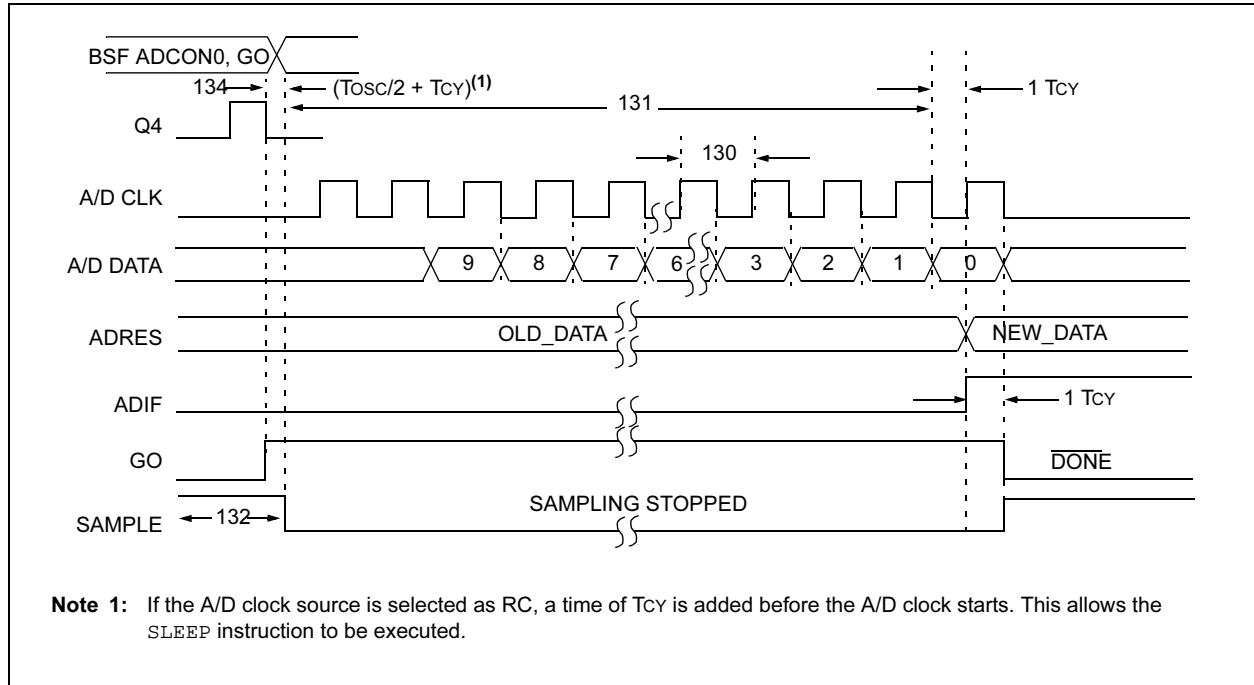 BSF ADCON0, GO
134
(TOSC/2 + TCY)(1)
1 TCY
131
Q4
130
A/D CLK
A/D DATA
9 8 7 6 3 2 1 0
ADRES
OLD_DATA
NEW_DATA
ADIF
1 TCY
GO
DONE
SAMPLING STOPPED
SAMPLE
132
Note 1: If the A/D clock source is selected as RC, a time of TCY is added before the A/D clock starts. This allows the
SLEEP instruction to be executed.